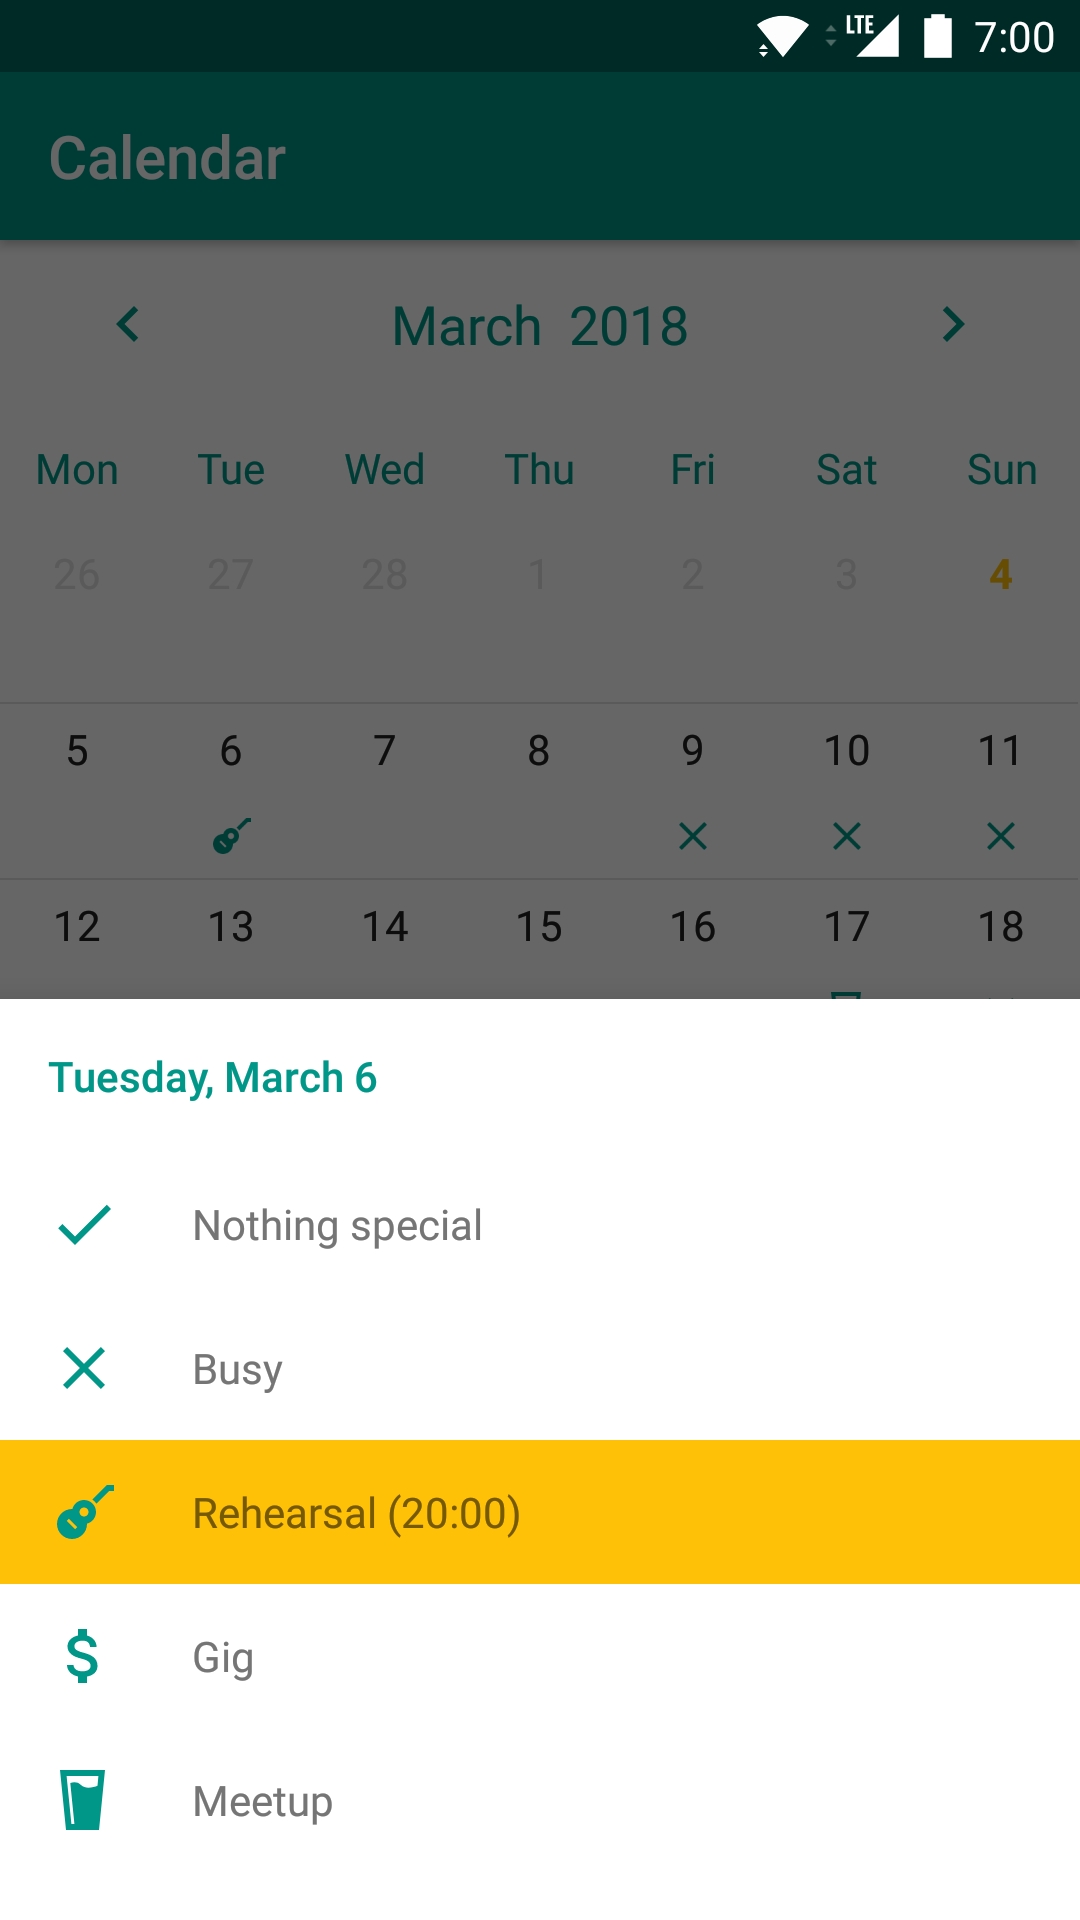 LTE 7:00
Calendar
March 2018
Mon Tue Wed Thu Fri Sat Sun
26 27 28 1 2 3 4
5 6 7 8 9 10 11
12 13 14 15 16 17 18
Tuesday, March 6
Nothing special
Busy
Rehearsal (20:00)
Gig
Meetup